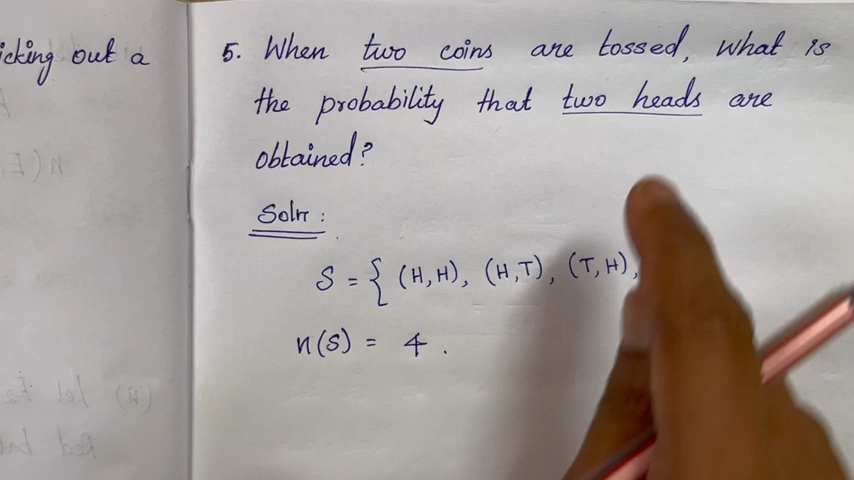 icking out a
5. When two coins are tossed, what is
the probability that two heads are
obtained?
Soln :
S = { (H,H), (H,T), (T,H),
n(S) = 4 .